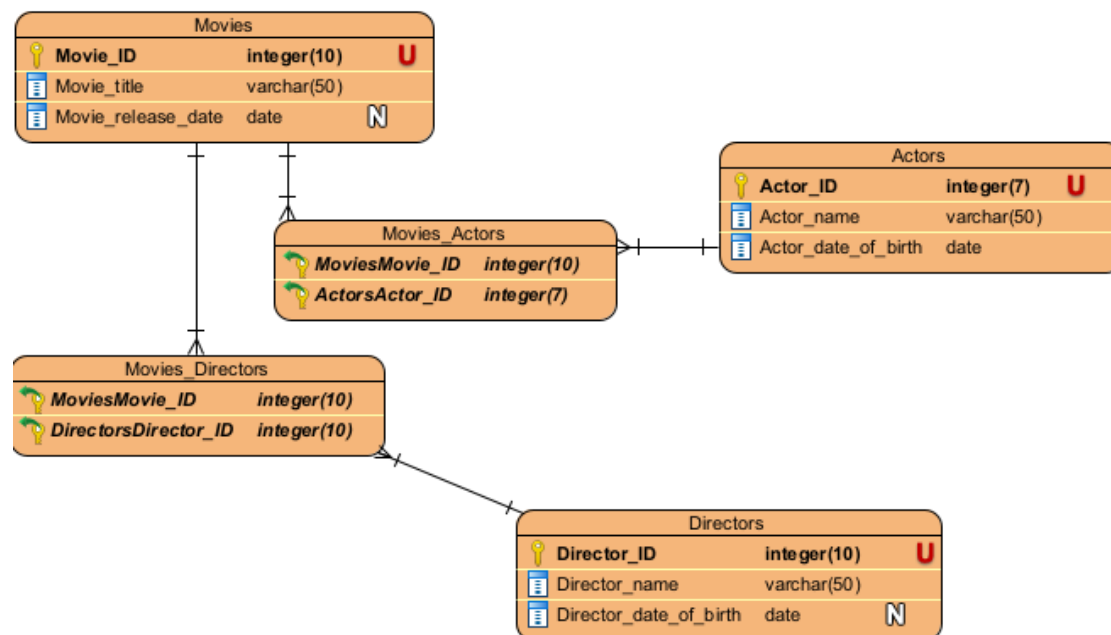 Movies
Movie_ID integer(10) U
Movie_title varchar(50)
Movie_release_date date N
Actors
Actor_ID integer(7) U
Actor_name varchar(50)
Actor_date_of_birth date
Movies_Actors
MoviesMovie_ID integer(10)
ActorsActor_ID integer(7)
Movies_Directors
MoviesMovie_ID integer(10)
DirectorsDirector_ID integer(10)
Directors
Director_ID integer(10) U
Director_name varchar(50)
Director_date_of_birth date N